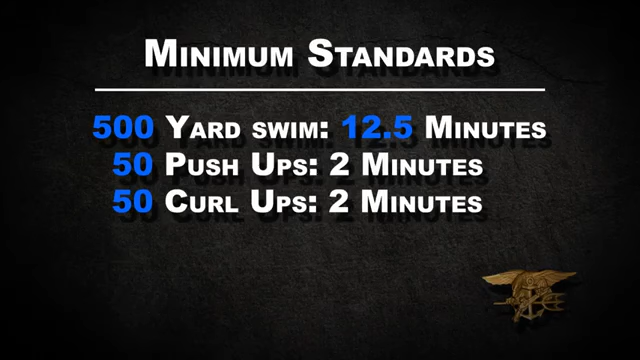 Minimum Standards
500 Yard swim: 12.5 Minutes
50 Push Ups: 2 Minutes
50 Curl Ups: 2 Minutes